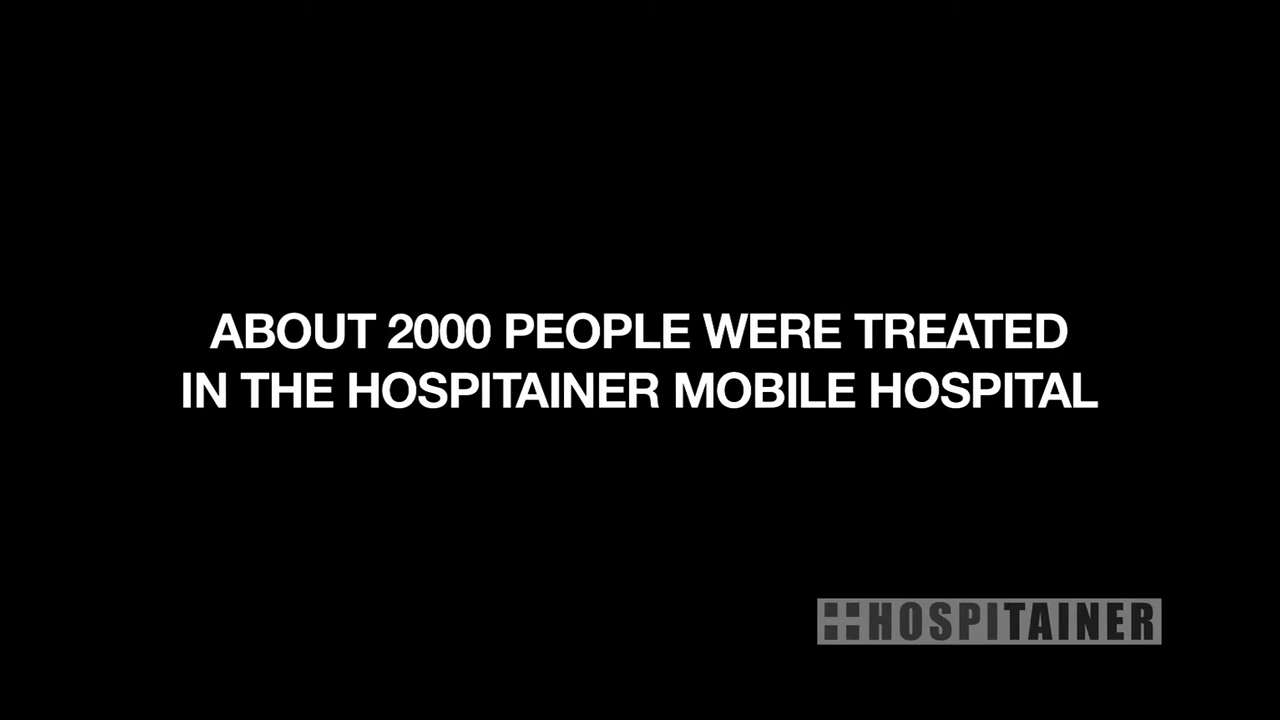 ABOUT 2000 PEOPLE WERE TREATED
IN THE HOSPITAINER MOBILE HOSPITAL
HOSPITAINER